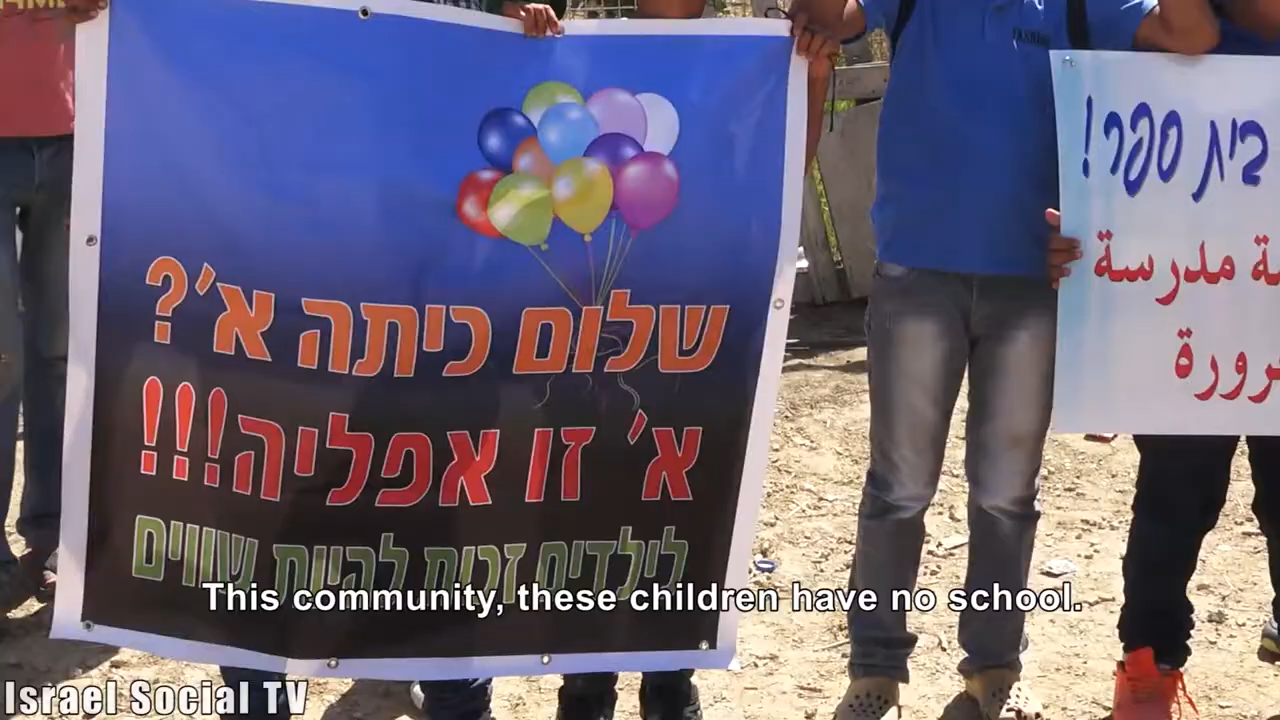 שלום כיתה א'?
א' זו אפליה!!!
לילדים זכות להיות שווים
בית ספר!
مدرسة
This community, these children have no school.
Israel Social TV